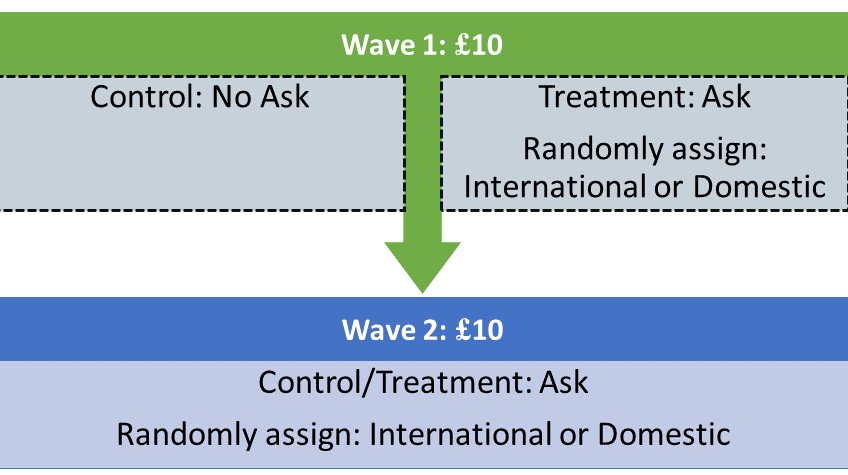 Wave 1: £10
Control: No Ask
Treatment: Ask
Randomly assign:
International or Domestic
Wave 2: £10
Control/Treatment: Ask
Randomly assign: International or Domestic